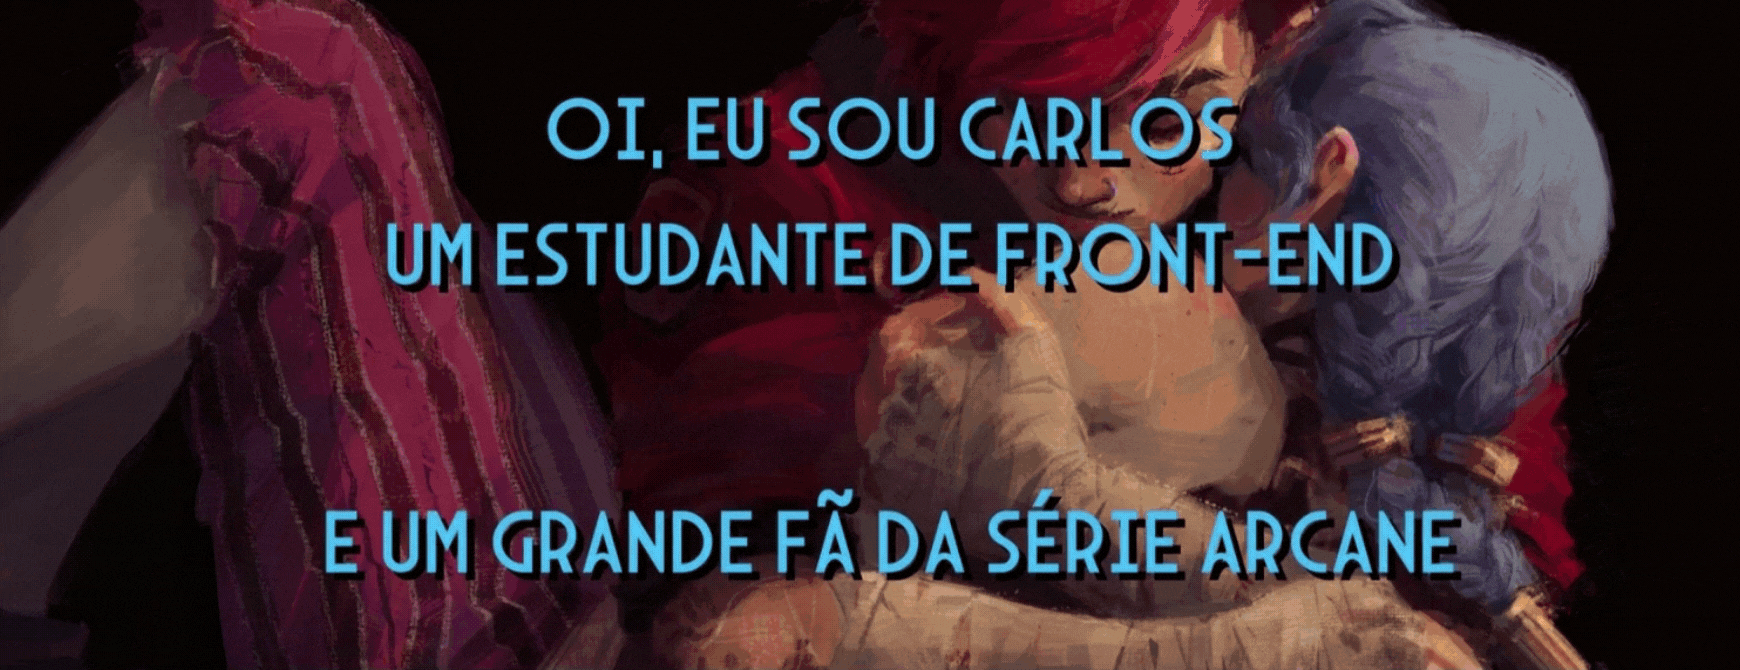 OI, EU SOU CARLOS
UM ESTUDANTE DE FRONT-END
E UM GRANDE FÃ DA SÉRIE ARCANE